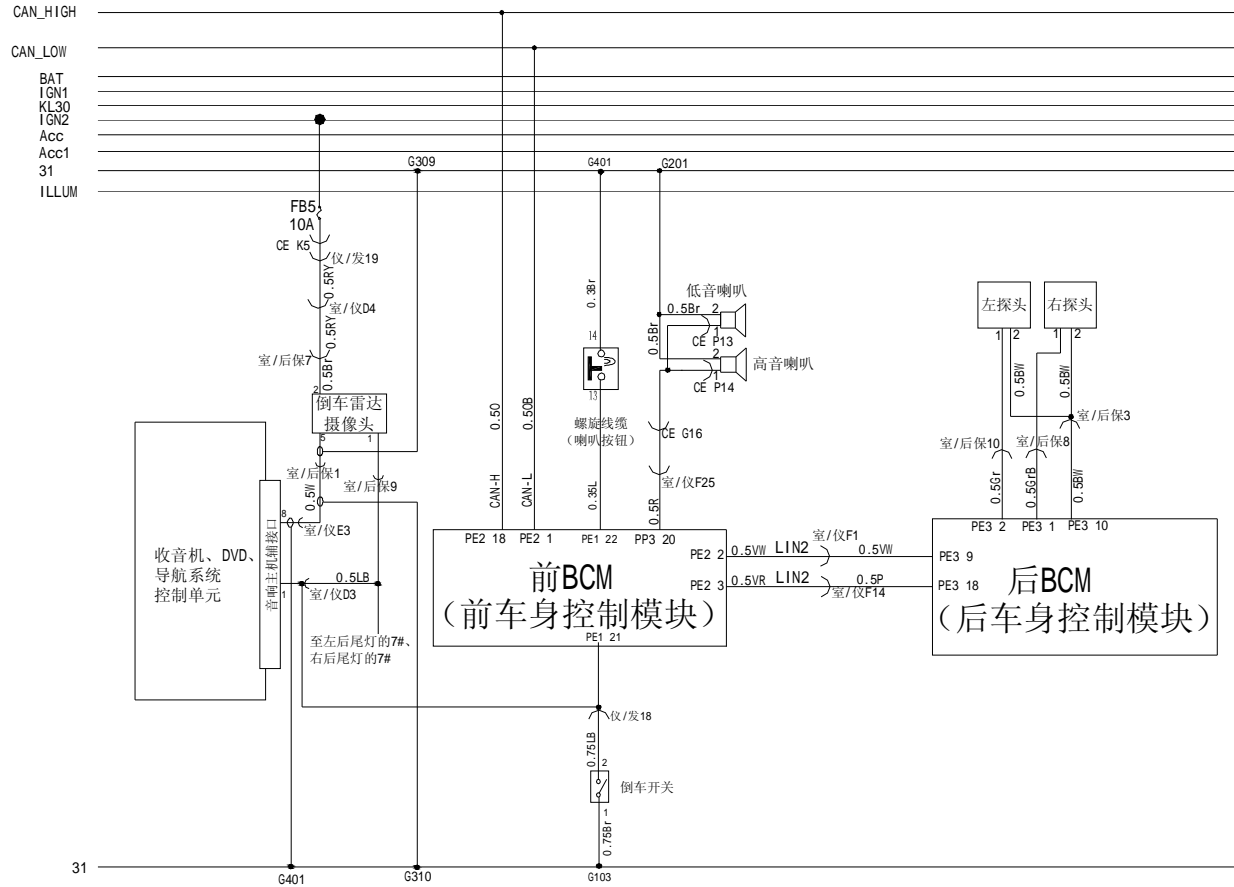 CAN_HIGH
CAN_LOW
BAT
IGN1
KL30
IGN2
Acc
Acc1
31
ILLUM
G309
G401
G201
FB5
10A
CE K5
仪/发19
0.5RY
室/仪D4
0.5RY
室/后保7
0.5Br
2
倒车雷达
摄像头
5
1
室/后保1
0.5W
室/后保9
8
室/仪E3
收音机、DVD、
导航系统
控制单元
音响主机辅接口
1
0.5LB
室/仪D3
至左后尾灯的7#、
右后尾灯的7#
0.5O
CAN-H
0.5OB
CAN-L
0.3Br
14
13
螺旋线缆
(喇叭按钮)
0.35L
低音喇叭
0.5Br
2
1
CE P13
0.5Br
2
1
CE P14
高音喇叭
CE G16
室/仪F25
0.5R
PE2 18
PE2 1
PE1 22
PP3 20
前BCM
(前车身控制模块)
PE2 2
0.5VW
LIN2
室/仪F1
0.5VW
PE3 9
PE2 3
0.5VR
LIN2
室/仪F14
0.5P
PE3 18
PE1 21
左探头
右探头
1
2
1
2
0.5BW
0.5BW
室/后保3
室/后保10
室/后保8
0.5Gr
0.5GrB
0.5BW
PE3 2
PE3 1
PE3 10
后BCM
(后车身控制模块)
仪/发18
0.75LB
2
倒车开关
1
0.75Br
31
G401
G310
G103